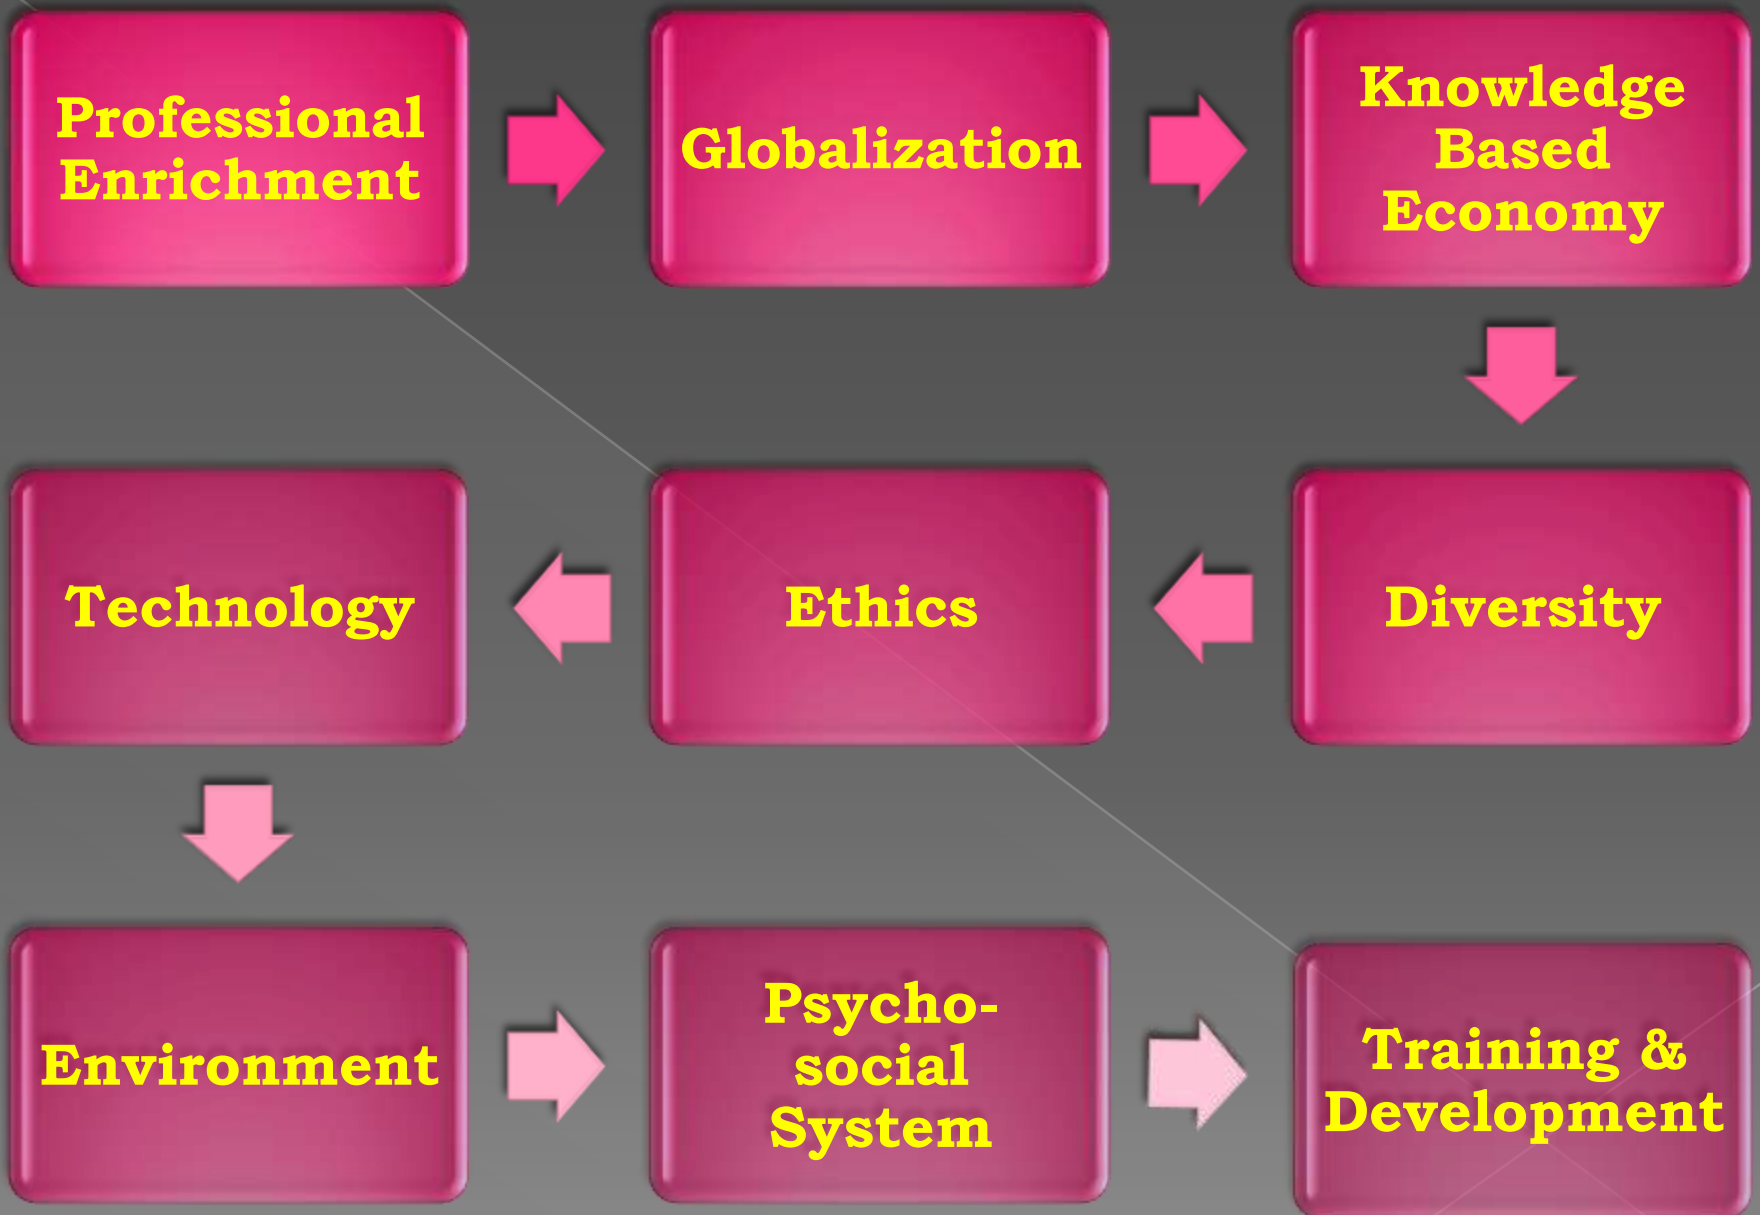 Professional
Enrichment
Globalization
Knowledge
Based
Economy
Diversity
Ethics
Technology
Environment
Psycho-
social
System
Training &
Development